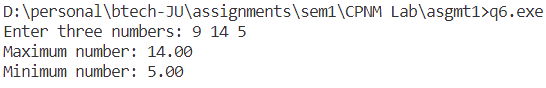 D:\personal\btech-JU\assignments\sem1\CPNM Lab\asgmt1>q6.exe
Enter three numbers: 9 14 5
Maximum number: 14.00
Minimum number: 5.00